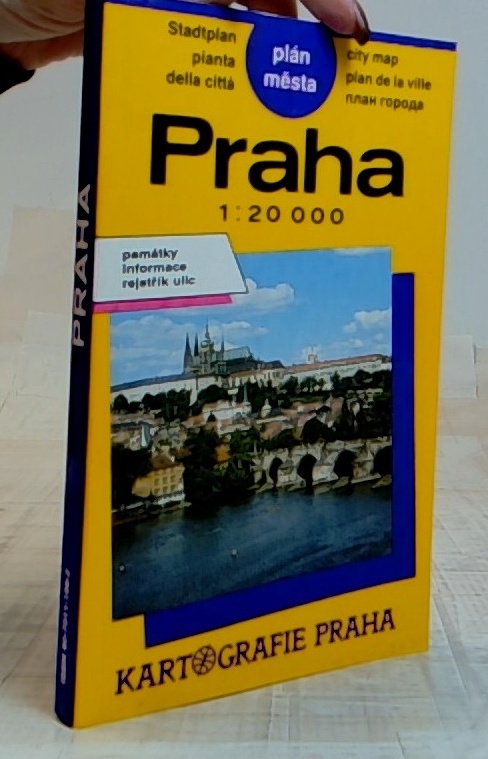 Stadtplan
pianta
della città
plán
města
city map
plan de la ville
план города
Praha
1:20 000
památky
informace
rejstřík ulic
KARTOGRAFIE PRAHA
PRAHA